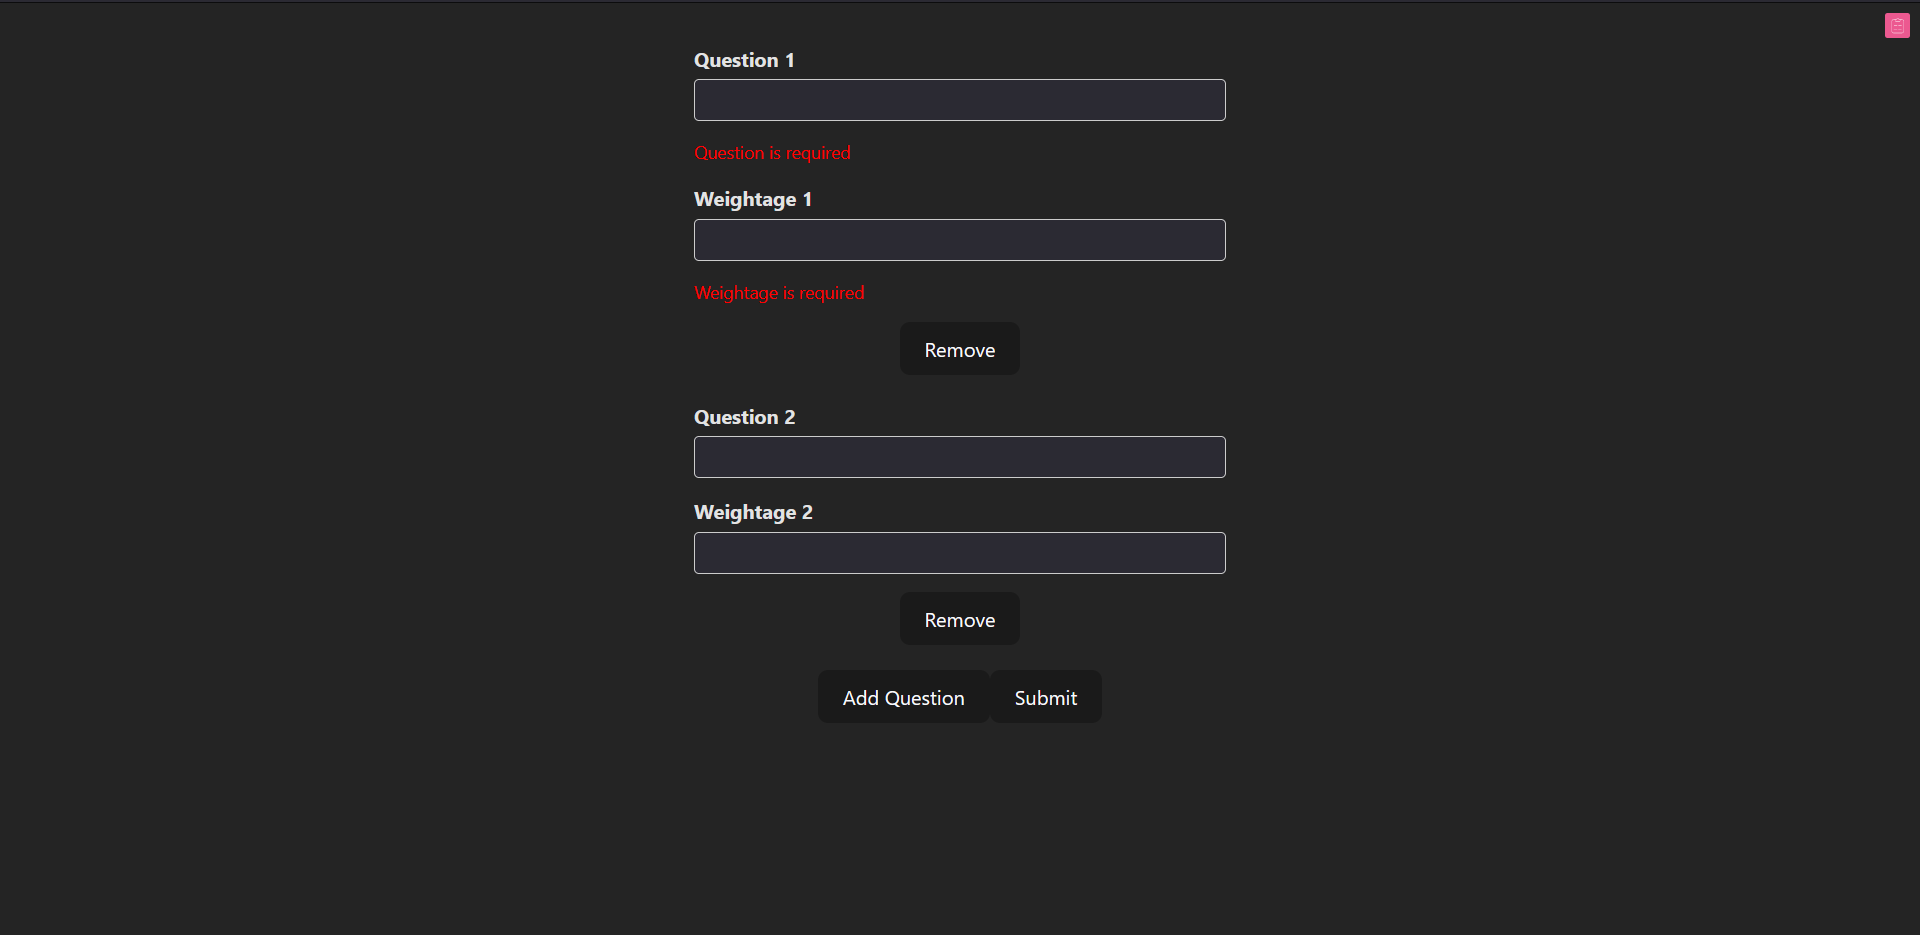 Question 1
Question is required
Weightage 1
Weightage is required
Remove
Question 2
Weightage 2
Remove
Add Question Submit